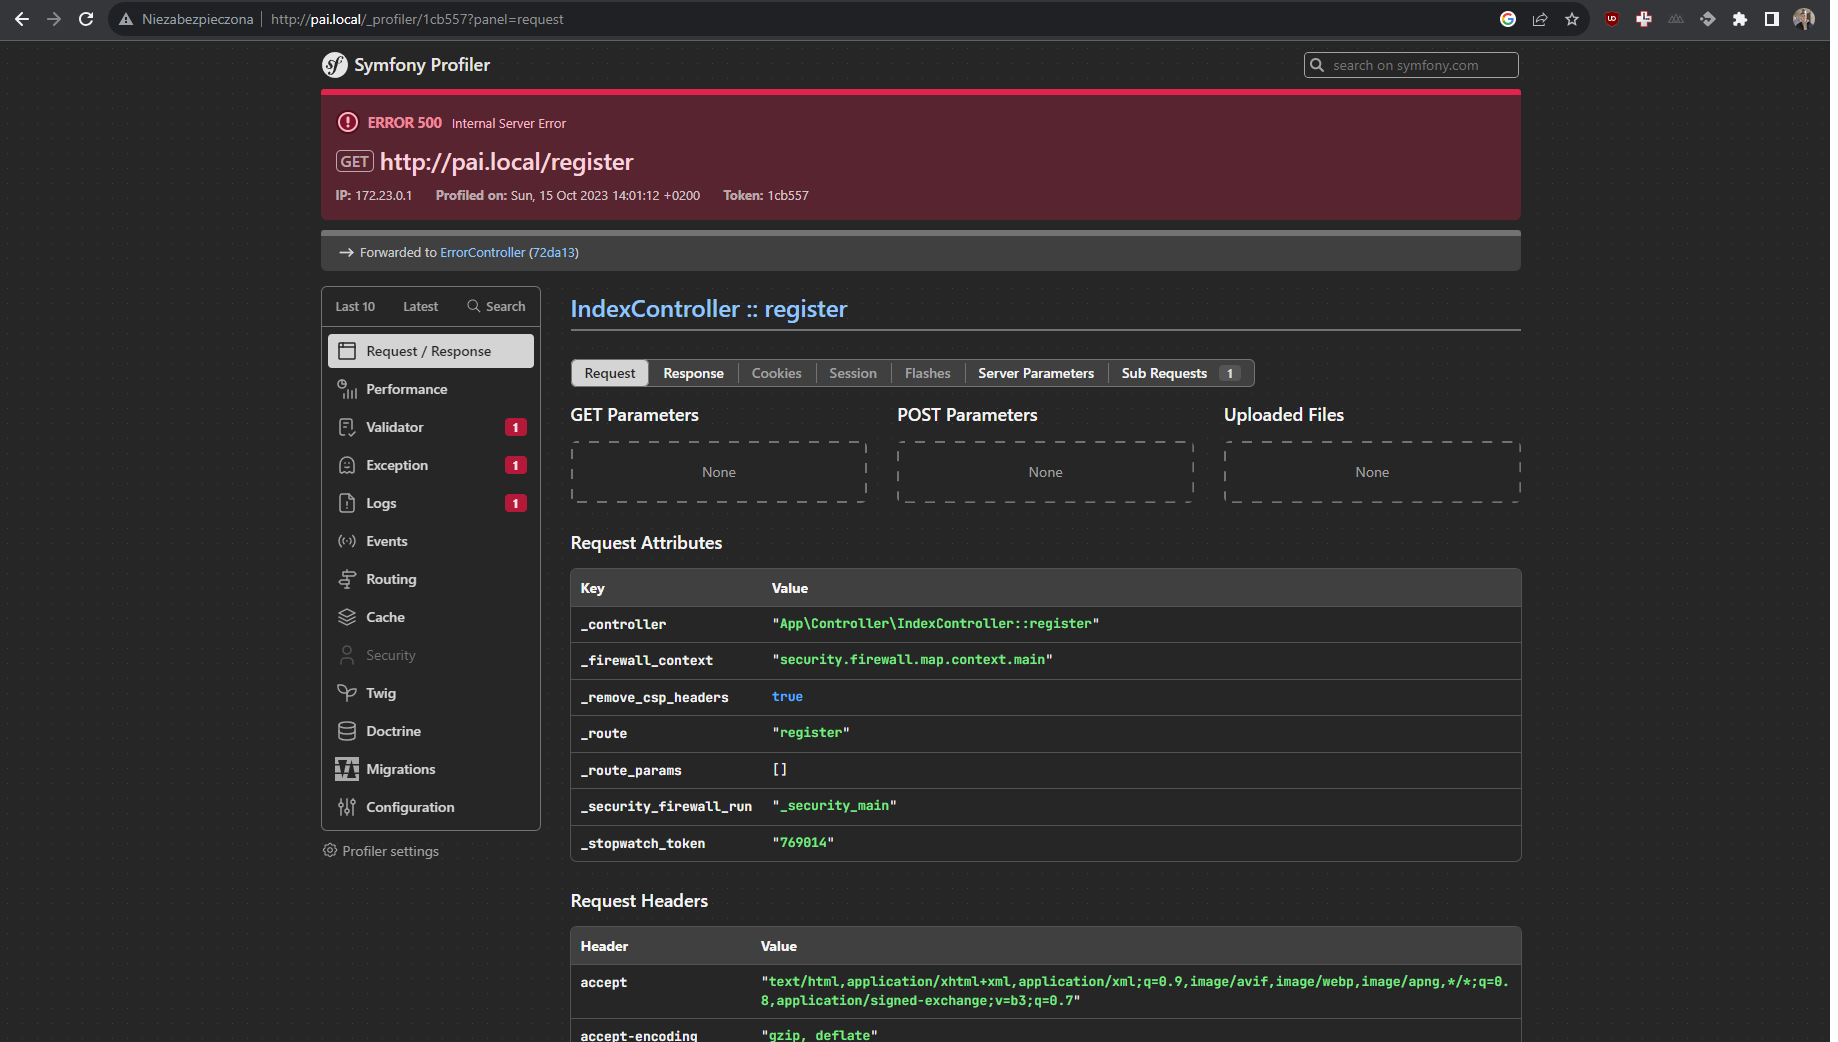 Niezabezpieczona
http://pai.local/_profiler/1cb557?panel=request
sf Symfony Profiler
search on symfony.com
ERROR 500 Internal Server Error
GET http://pai.local/register
IP: 172.23.0.1 Profiled on: Sun, 15 Oct 2023 14:01:12 +0200 Token: 1cb557
→ Forwarded to ErrorController (72da13)
Last 10 Latest Search
Request / Response
Performance
Validator 1
Exception 1
Logs 1
Events
Routing
Cache
Security
Twig
Doctrine
Migrations
Configuration
Profiler settings
IndexController :: register
Request Response Cookies Session Flashes Server Parameters Sub Requests 1
GET Parameters POST Parameters Uploaded Files
None None None
Request Attributes
Key Value
_controller "App\Controller\IndexController::register"
_firewall_context "security.firewall.map.context.main"
_remove_csp_headers true
_route "register"
_route_params []
_security_firewall_run "_security_main"
_stopwatch_token "769014"
Request Headers
Header Value
accept "text/html,application/xhtml+xml,application/xml;q=0.9,image/avif,image/webp,image/apng,*/*;q=0.
8,application/signed-exchange;v=b3;q=0.7"
accept-encoding "gzip, deflate"